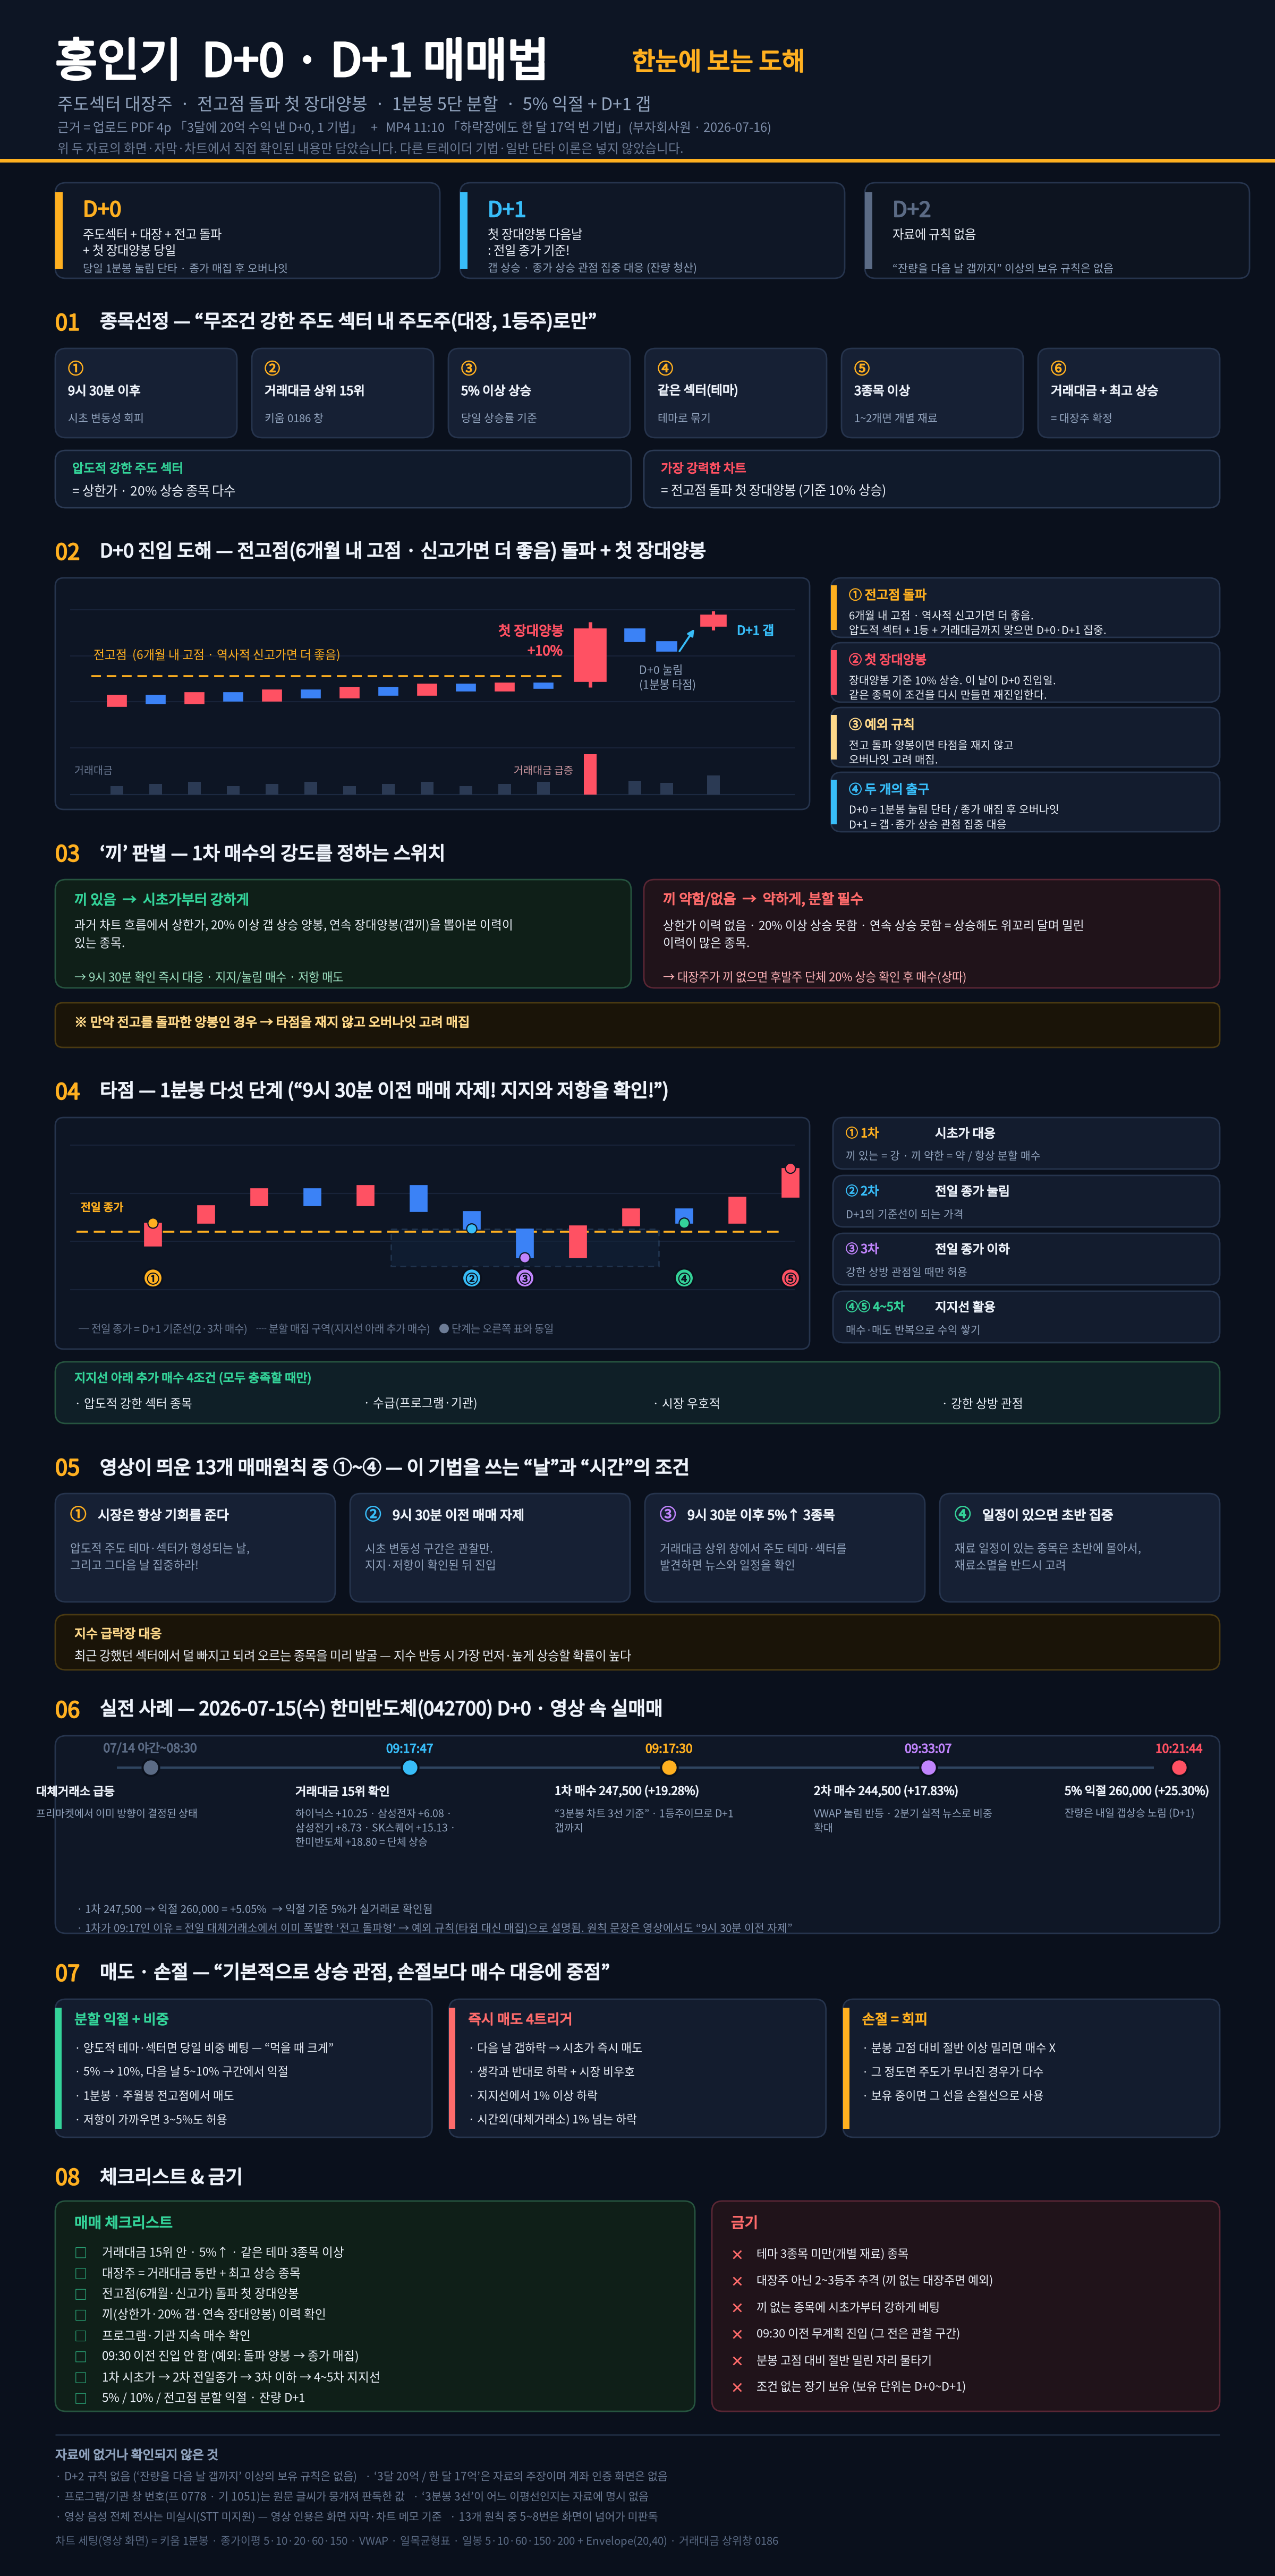 홍인기 D+0 · D+1 매매법
한눈에 보는 도해
주도섹터 대장주 · 전고점 돌파 첫 장대양봉 · 1분봉 5단 분할 · 5% 익절 + D+1 갭
근거 = 업로드 PDF 4p 「3달에 20억 수익 낸 D+0, 1 기법」 + MP4 11:10 「하락장에도 한 달 17억 번 기법」(부자회사원 · 2026-07-16)
위 두 자료의 화면·자막·차트에서 직접 확인된 내용만 담았습니다. 다른 트레이더 기법·일반 단타 이론은 넣지 않았습니다.
D+0
주도섹터 + 대장 + 전고 돌파
+ 첫 장대양봉 당일
당일 1분봉 눌림 단타 · 종가 매집 후 오버나잇
D+1
첫 장대양봉 다음날
: 전일 종가 기준!
갭 상승 · 종가 상승 관점 집중 대응 (잔량 청산)
D+2
자료에 규칙 없음
“잔량을 다음 날 갭까지” 이상의 보유 규칙은 없음
01 종목선정 — “무조건 강한 주도 섹터 내 주도주(대장, 1등주)로만”
①
9시 30분 이후
시초 변동성 회피
②
거래대금 상위 15위
키움 0186 창
③
5% 이상 상승
당일 상승률 기준
④
같은 섹터(테마)
테마로 묶기
⑤
3종목 이상
1~2개면 개별 재료
⑥
거래대금 + 최고 상승
= 대장주 확정
압도적 강한 주도 섹터
= 상한가 · 20% 상승 종목 다수
가장 강력한 차트
= 전고점 돌파 첫 장대양봉 (기준 10% 상승)
02 D+0 진입 도해 — 전고점(6개월 내 고점 · 신고가면 더 좋음) 돌파 + 첫 장대양봉
첫 장대양봉
+10%
D+1 갭
전고점 (6개월 내 고점 · 역사적 신고가면 더 좋음)
D+0 눌림
(1분봉 타점)
거래대금
거래대금 급증
① 전고점 돌파
6개월 내 고점 · 역사적 신고가면 더 좋음.
압도적 섹터 + 1등 + 거래대금까지 맞으면 D+0·D+1 집중.
② 첫 장대양봉
장대양봉 기준 10% 상승. 이 날이 D+0 진입일.
같은 종목이 조건을 다시 만들면 재진입한다.
③ 예외 규칙
전고 돌파 양봉이면 타점을 재지 않고
오버나잇 고려 매집.
④ 두 개의 출구
D+0 = 1분봉 눌림 단타 / 종가 매집 후 오버나잇
D+1 = 갭·종가 상승 관점 집중 대응
03 ‘끼’ 판별 — 1차 매수의 강도를 정하는 스위치
끼 있음 → 시초가부터 강하게
과거 차트 흐름에서 상한가, 20% 이상 갭 상승 양봉, 연속 장대양봉(갭끼)을 뽑아본 이력이
있는 종목.
→ 9시 30분 확인 즉시 대응 · 지지/눌림 매수 · 저항 매도
끼 약함/없음 → 약하게, 분할 필수
상한가 이력 없음 · 20% 이상 상승 못함 · 연속 상승 못함 = 상승해도 위꼬리 달며 밀린
이력이 많은 종목.
→ 대장주가 끼 없으면 후발주 단체 20% 상승 확인 후 매수(상따)
※ 만약 전고를 돌파한 양봉인 경우 → 타점을 재지 않고 오버나잇 고려 매집
04 타점 — 1분봉 다섯 단계 (“9시 30분 이전 매매 자제! 지지와 저항을 확인!”)
전일 종가
① ② ③ ④ ⑤
— 전일 종가 = D+1 기준선(2·3차 매수) — 분할 매집 구역(지지선 아래 추가 매수) ● 단계는 오른쪽 표와 동일
① 1차 시초가 대응
끼 있는 = 강 · 끼 약한 = 약 / 항상 분할 매수
② 2차 전일 종가 눌림
D+1의 기준선이 되는 가격
③ 3차 전일 종가 이하
강한 상방 관점일 때만 허용
④⑤ 4~5차 지지선 활용
매수·매도 반복으로 수익 쌓기
지지선 아래 추가 매수 4조건 (모두 충족할 때만)
· 압도적 강한 섹터 종목 · 수급(프로그램·기관) · 시장 우호적 · 강한 상방 관점
05 영상이 띄운 13개 매매원칙 중 ①~④ — 이 기법을 쓰는 “날”과 “시간”의 조건
① 시장은 항상 기회를 준다
압도적 주도 테마·섹터가 형성되는 날,
그리고 그다음 날 집중하라!
② 9시 30분 이전 매매 자제
시초 변동성 구간은 관찰만.
지지·저항이 확인된 뒤 진입
③ 9시 30분 이후 5%↑ 3종목
거래대금 상위 창에서 주도 테마·섹터를
발견하면 뉴스와 일정을 확인
④ 일정이 있으면 초반 집중
재료 일정이 있는 종목은 초반에 몰아서,
재료소멸을 반드시 고려
지수 급락장 대응
최근 강했던 섹터에서 덜 빠지고 되려 오르는 종목을 미리 발굴 — 지수 반등 시 가장 먼저·높게 상승할 확률이 높다
06 실전 사례 — 2026-07-15(수) 한미반도체(042700) D+0 · 영상 속 실매매
07/14 야간~08:30
대체거래소 급등
프리마켓에서 이미 방향이 결정된 상태
09:17:47
거래대금 15위 확인
하이닉스 +10.25 · 삼성전자 +6.08 ·
삼성전기 +8.73 · SK스퀘어 +15.13 ·
한미반도체 +18.80 = 단체 상승
09:17:30
1차 매수 247,500 (+19.28%)
“3분봉 차트 3선 기준” · 1등주이므로 D+1
갭까지
09:33:07
2차 매수 244,500 (+17.83%)
VWAP 눌림 반등 · 2분기 실적 뉴스로 비중
확대
10:21:44
5% 익절 260,000 (+25.30%)
잔량은 내일 갭상승 노림 (D+1)
· 1차 247,500 → 익절 260,000 = +5.05% → 익절 기준 5%가 실거래로 확인됨
· 1차가 09:17인 이유 = 전일 대체거래소에서 이미 폭발한 ‘전고 돌파형’ → 예외 규칙(타점 대신 매집)으로 설명됨. 원칙 문장은 영상에서도 “9시 30분 이전 자제”
07 매도 · 손절 — “기본적으로 상승 관점, 손절보다 매수 대응에 중점”
분할 익절 + 비중
· 양도적 테마·섹터면 당일 비중 베팅 — “먹을 때 크게”
· 5% → 10%, 다음 날 5~10% 구간에서 익절
· 1분봉 · 주월봉 전고점에서 매도
· 저항이 가까우면 3~5%도 허용
즉시 매도 4트리거
· 다음 날 갭하락 → 시초가 즉시 매도
· 생각과 반대로 하락 + 시장 비우호
· 지지선에서 1% 이상 하락
· 시간외(대체거래소) 1% 넘는 하락
손절 = 회피
· 분봉 고점 대비 절반 이상 밀리면 매수 X
· 그 정도면 주도가 무너진 경우가 다수
· 보유 중이면 그 선을 손절선으로 사용
08 체크리스트 & 금기
매매 체크리스트
☐ 거래대금 15위 안 · 5%↑ · 같은 테마 3종목 이상
☐ 대장주 = 거래대금 동반 + 최고 상승 종목
☐ 전고점(6개월·신고가) 돌파 첫 장대양봉
☐ 끼(상한가·20% 갭·연속 장대양봉) 이력 확인
☐ 프로그램·기관 지속 매수 확인
☐ 09:30 이전 진입 안 함 (예외: 돌파 양봉 → 종가 매집)
☐ 1차 시초가 → 2차 전일종가 → 3차 이하 → 4~5차 지지선
☐ 5% / 10% / 전고점 분할 익절 · 잔량 D+1
금기
✕ 테마 3종목 미만(개별 재료) 종목
✕ 대장주 아닌 2~3등주 추격 (끼 없는 대장주면 예외)
✕ 끼 없는 종목에 시초가부터 강하게 베팅
✕ 09:30 이전 무계획 진입 (그 전은 관찰 구간)
✕ 분봉 고점 대비 절반 밀린 자리 물타기
✕ 조건 없는 장기 보유 (보유 단위는 D+0~D+1)
자료에 없거나 확인되지 않은 것
· D+2 규칙 없음 (‘잔량을 다음 날 갭까지’ 이상의 보유 규칙은 없음) · ‘3달 20억 / 한 달 17억’은 자료의 주장이며 계좌 인증 화면은 없음
· 프로그램/기관 창 번호(프 0778 · 기 1051)는 원문 글씨가 뭉개져 판독한 값 · ‘3분봉 3선’이 어느 이평선인지는 자료에 명시 없음
· 영상 음성 전체 전사는 미실시(STT 미지원) — 영상 인용은 화면 자막·차트 메모 기준 · 13개 원칙 중 5~8번은 화면이 넘어가 미판독
차트 세팅(영상 화면) = 키움 1분봉 · 종가이평 5·10·20·60·150 · VWAP · 일목균형표 · 일봉 5·10·60·150·200 + Envelope(20,40) · 거래대금 상위창 0186